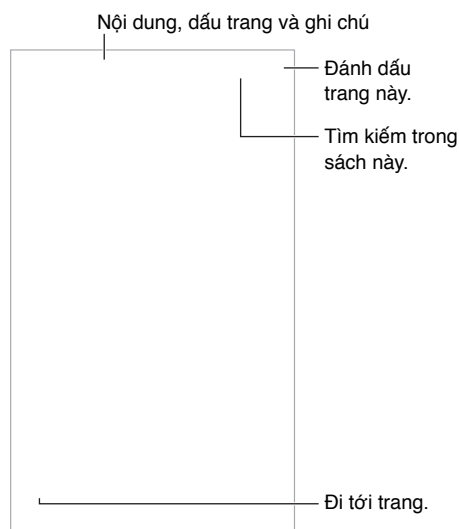 Nội dung, dấu trang và ghi chú
Đánh dấu
trang này.
Tìm kiếm trong
sách này.
Đi tới trang.